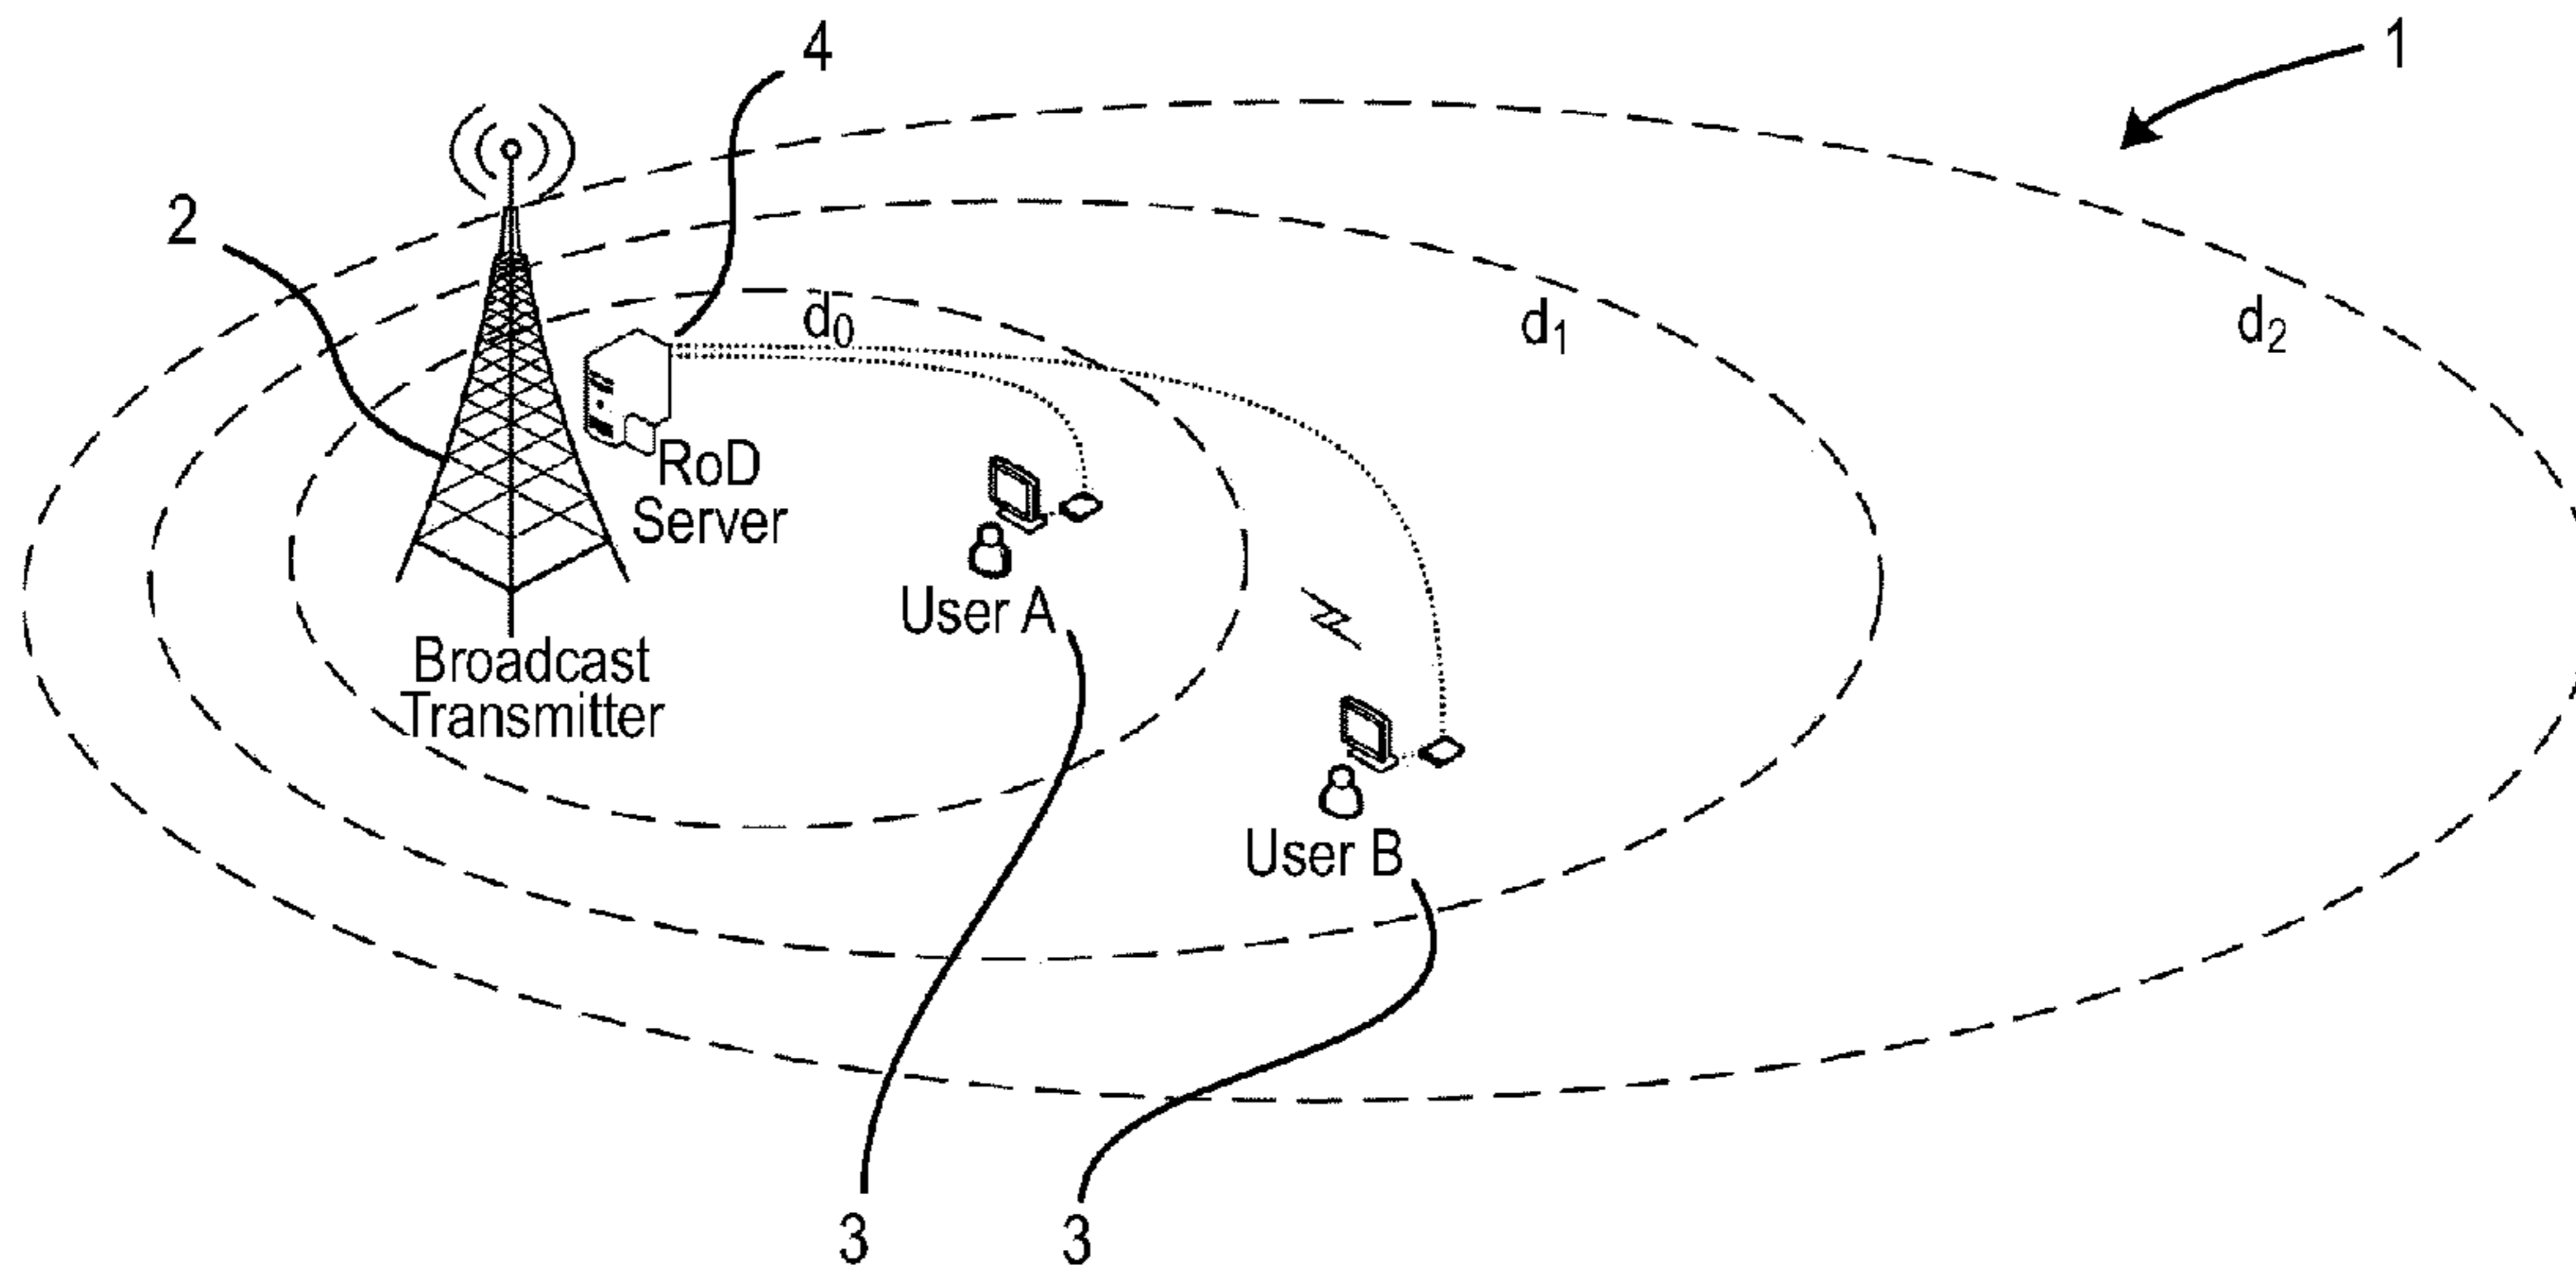 4
1
2
d0
d1
d2
RoD
Server
User A
Broadcast
Transmitter
User B
3
3